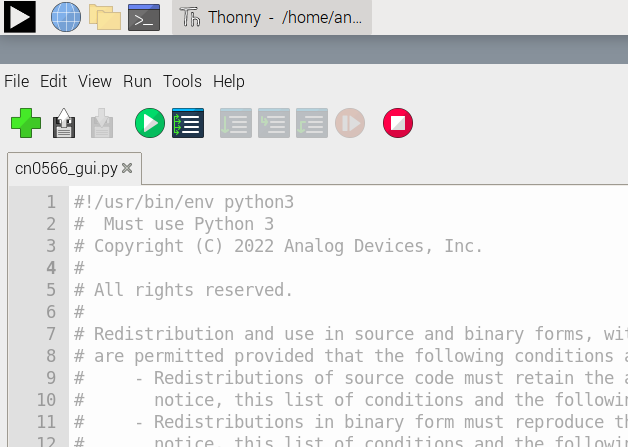 Thonny - /home/an...
File Edit View Run Tools Help
cn0566_gui.py
1 #!/usr/bin/env python3
2 #  Must use Python 3
3 # Copyright (C) 2022 Analog Devices, Inc.
4 #
5 # All rights reserved.
6 #
7 # Redistribution and use in source and binary forms, wit
8 # are permitted provided that the following conditions a
9 #     - Redistributions of source code must retain the a
10 #       notice, this list of conditions and the followin
11 #     - Redistributions in binary form must reproduce th
12 #       notice, this list of conditions and the followin